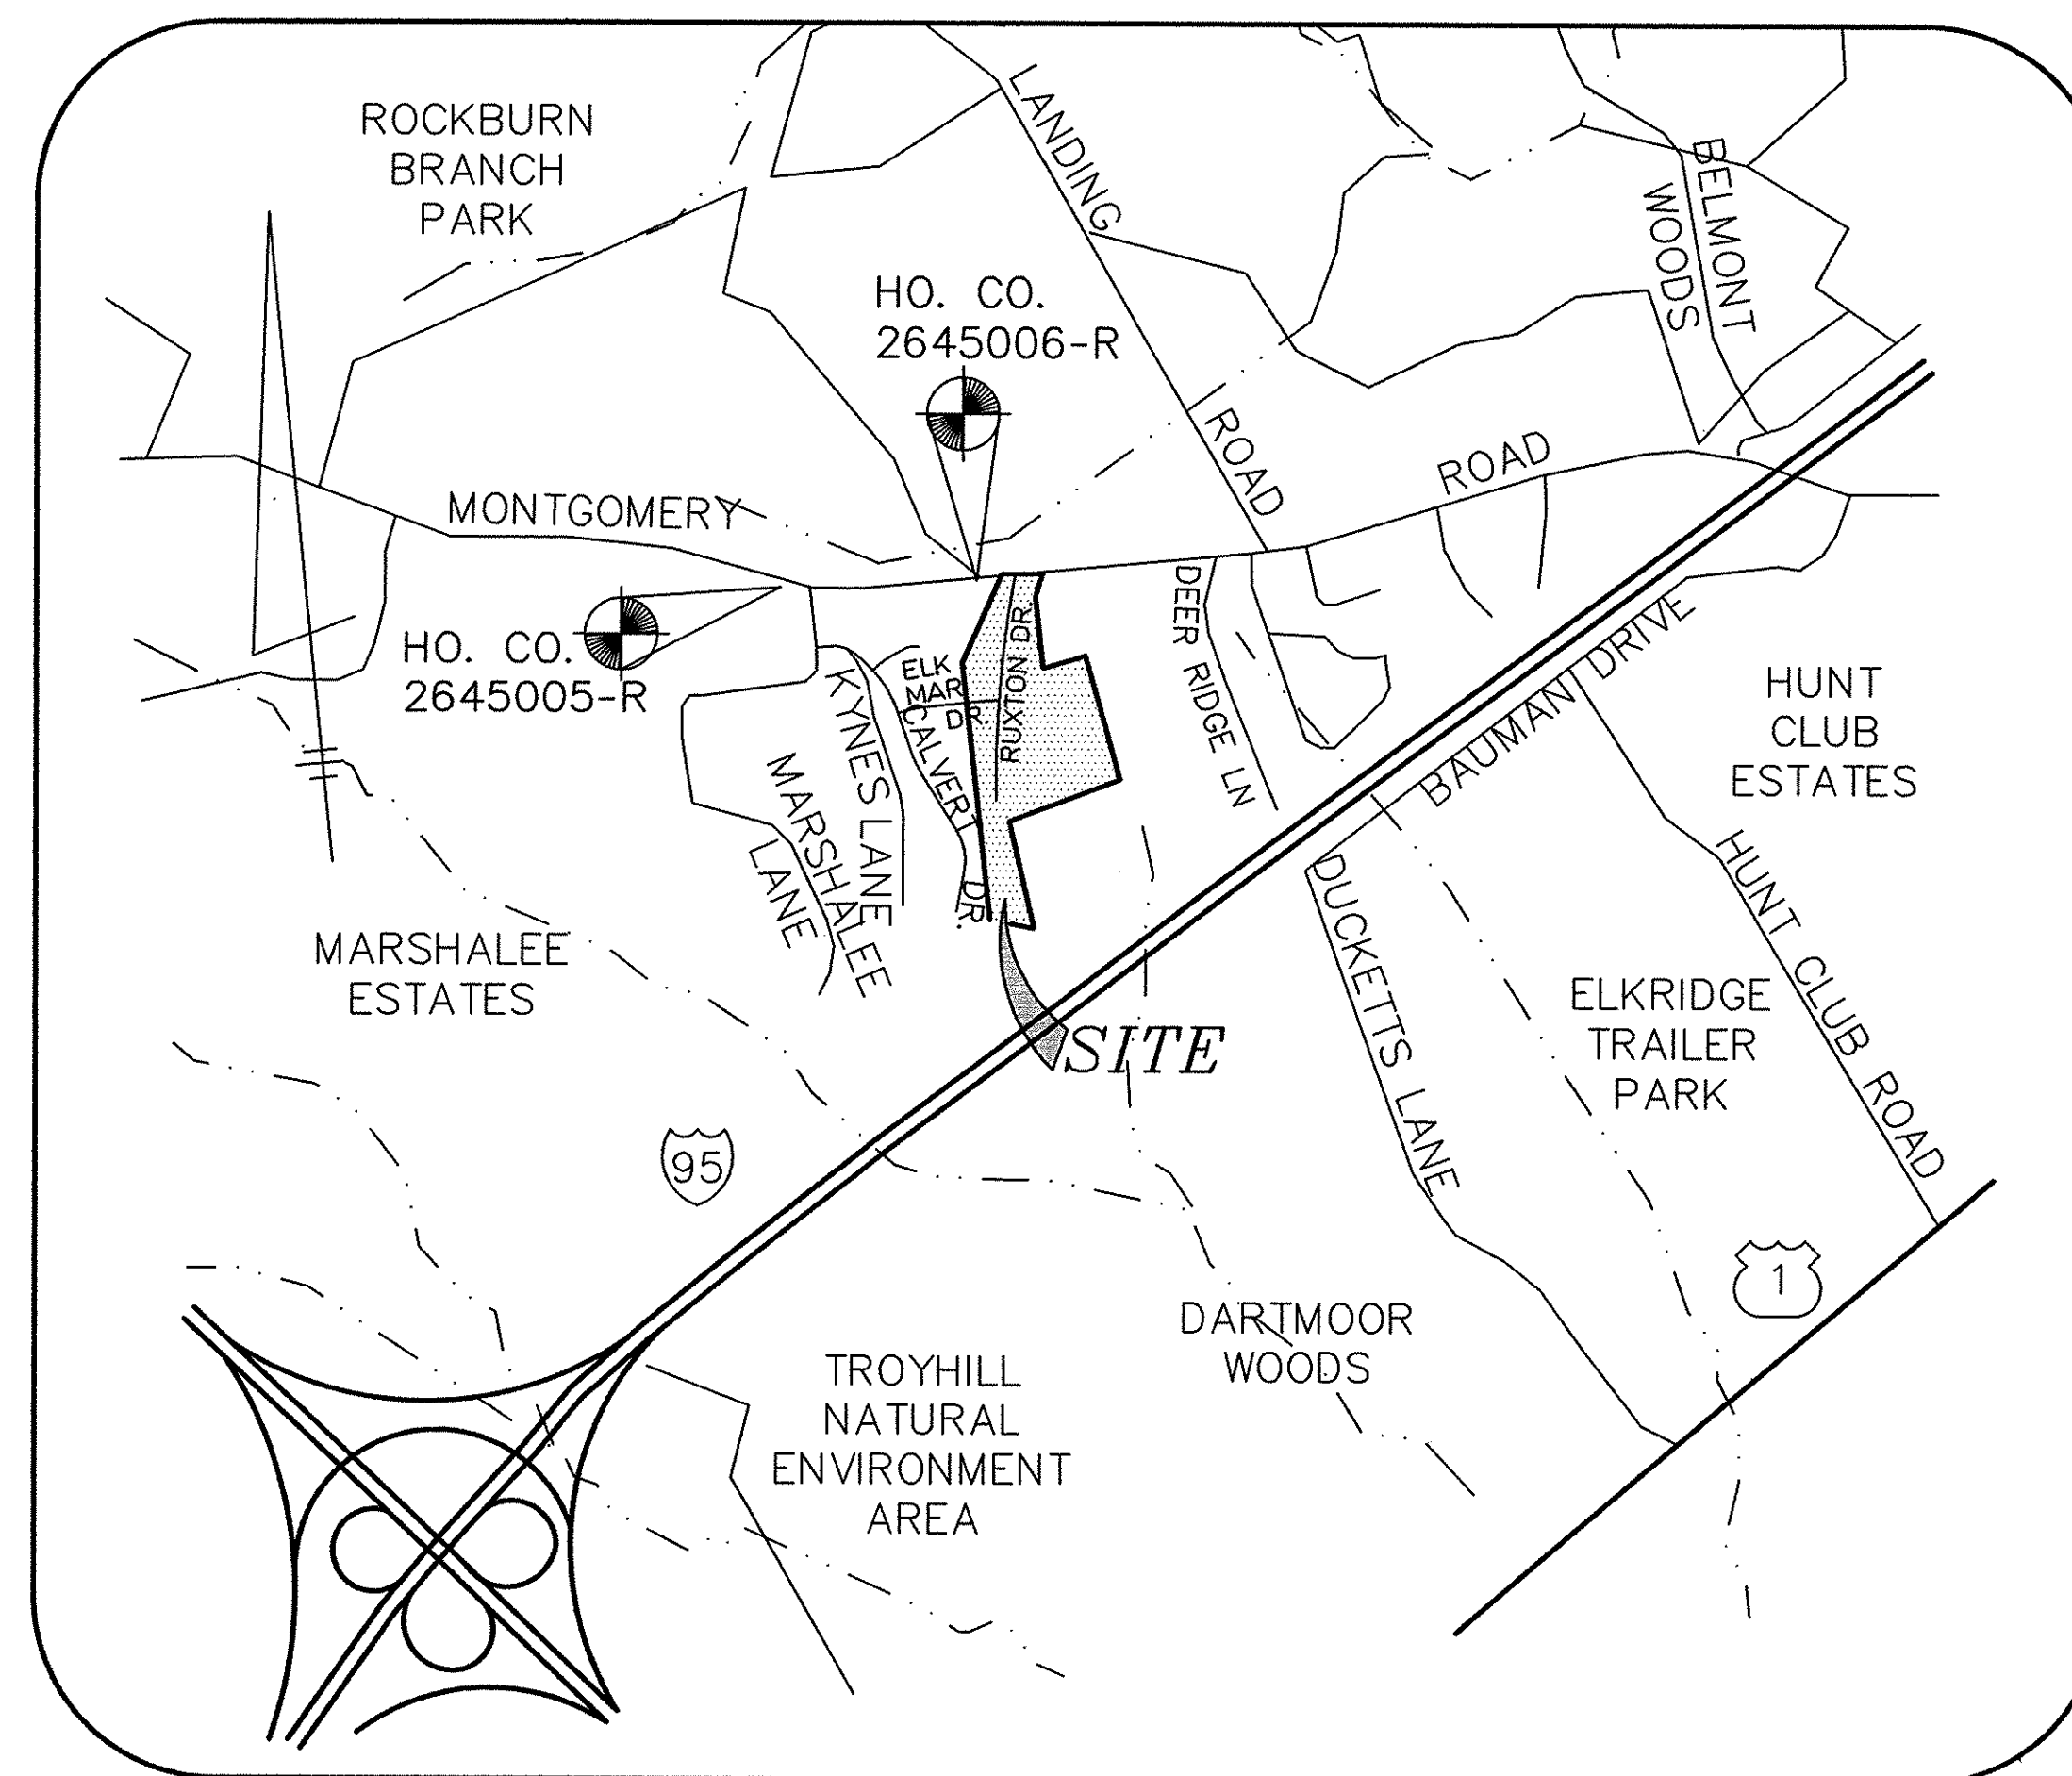 ROCKBURN
BRANCH
PARK
LANDING
ROAD
BELMONT
WOODS
HO. CO.
2645006-R
MONTGOMERY
ROAD
HO. CO.
2645005-R
ELK
MAR
DR
RUXTON DR.
DEER RIDGE LN
KYNES LANE
CALVERT
DR.
MARSHALEE
LANE
BAUMAN DRIVE
HUNT
CLUB
ESTATES
HUNT CLUB ROAD
DUCKETTS LANE
MARSHALEE
ESTATES
ELKRIDGE
TRAILER
PARK
SITE
95
1
DARTMOOR
WOODS
TROYHILL
NATURAL
ENVIRONMENT
AREA